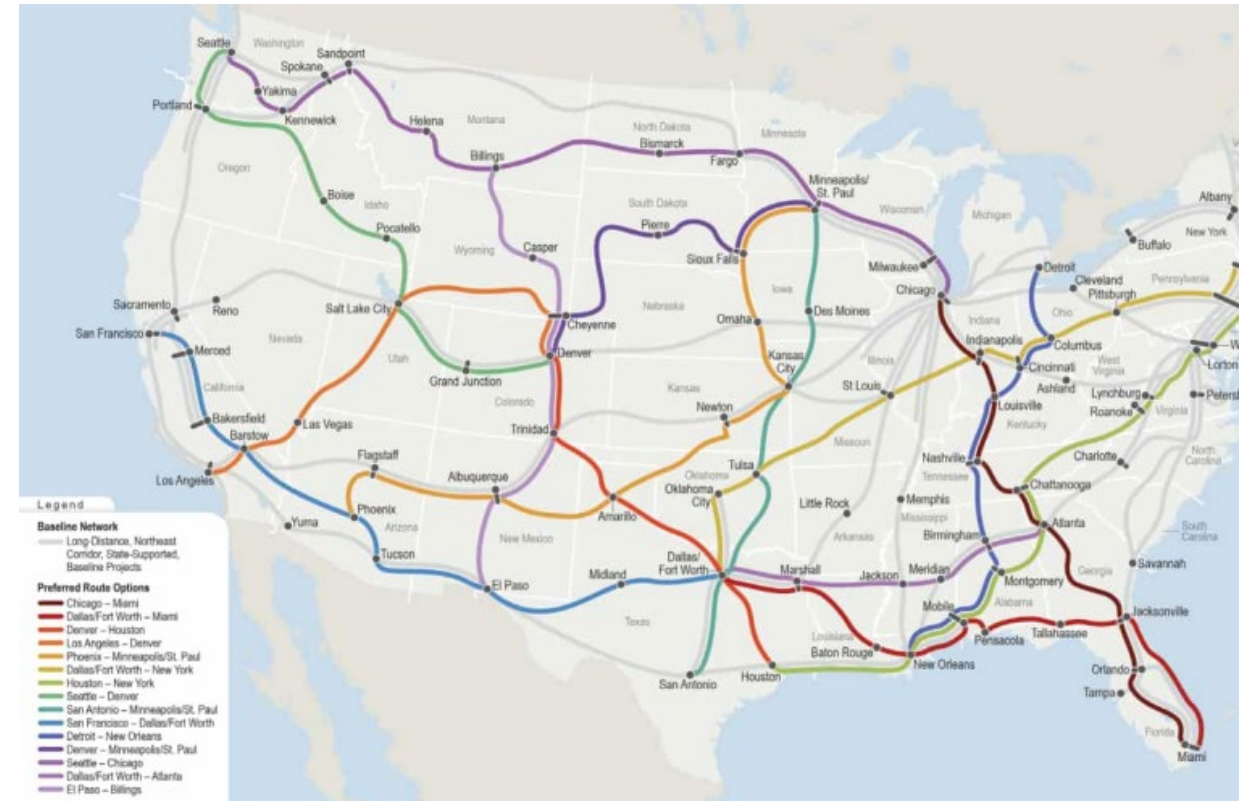 Seattle
Washington
Sandpoint
Spokane
Yakima
Portland
Kennewick
Helena
Montana
North Dakota
Minnesota
Bismarck
Fargo
Billings
Oregon
Minneapolis/
St. Paul
Boise
Idaho
South Dakota
Wisconsin
Michigan
Albany
New York
Pocatello
Pierre
Buffalo
Wyoming
Casper
Sioux Falls
Milwaukee
Detroit
Cleveland
Pittsburgh
Pennsylvania
Chicago
Iowa
Sacramento
Reno
Salt Lake City
Cheyenne
Nebraska
Omaha
Des Moines
Ohio
San Francisco
Nevada
Indiana
Indianapolis
Columbus
Merced
Utah
Denver
Grand Junction
Kansas
City
Illinois
Cincinnati
West
Virginia
Lorton
California
Colorado
Kansas
St Louis
Ashland
Lynchburg
Roanoke
Virginia
Bakersfield
Las Vegas
Newton
Louisville
Kentucky
Barstow
Trinidad
Missouri
North
Carolina
Flagstaff
Albuquerque
Nashville
Tennessee
Charlotte
Los Angeles
Tulsa
Oklahoma
Oklahoma
City
Chattanooga
Phoenix
Arizona
Amarillo
Little Rock
Memphis
Mississippi
Atlanta
Yuma
New Mexico
Arkansas
Birmingham
South
Carolina
Tucson
Dallas/
Fort Worth
Marshall
Jackson
Meridian
Georgia
Savannah
El Paso
Midland
Montgomery
Alabama
Mobile
Jacksonville
Texas
Louisiana
Baton Rouge
Pensacola
Tallahassee
New Orleans
San Antonio
Houston
Orlando
Tampa
Florida
Miami
Legend
Baseline Network
Long-Distance, Northeast
Corridor, State-Supported,
Baseline Projects
Preferred Route Options
Chicago – Miami
Dallas/Fort Worth – Miami
Denver – Houston
Los Angeles – Denver
Phoenix – Minneapolis/St. Paul
Dallas/Fort Worth – New York
Houston – New York
Seattle – Denver
San Antonio – Minneapolis/St. Paul
San Francisco – Dallas/Fort Worth
Detroit – New Orleans
Denver – Minneapolis/St. Paul
Seattle – Chicago
Dallas/Fort Worth – Atlanta
El Paso – Billings